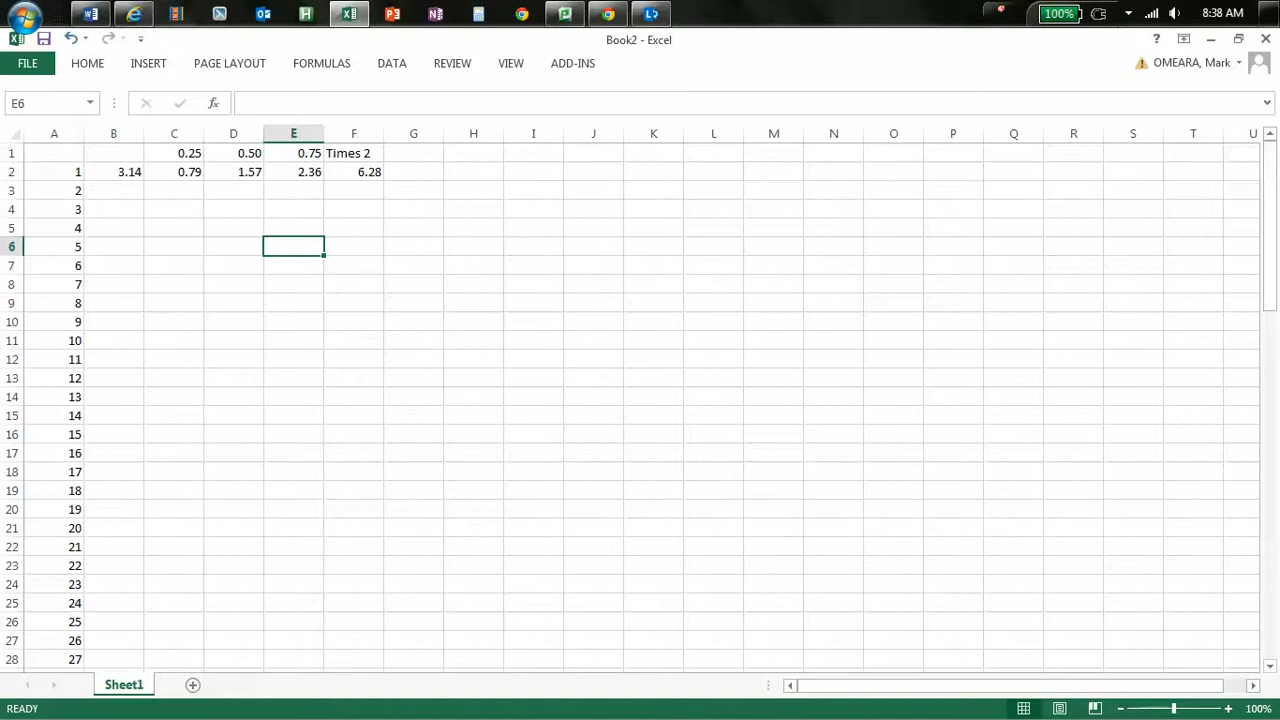 100% 8:38 AM
Book2 - Excel
FILE HOME INSERT PAGE LAYOUT FORMULAS DATA REVIEW VIEW ADD-INS OMEARA, Mark
E6 fx
A B C D E F G H I J K L M N O P Q R S T U
1 0.25 0.50 0.75 Times 2
2 1 3.14 0.79 1.57 2.36 6.28
3 2
4 3
5 4
6 5
7 6
8 7
9 8
10 9
11 10
12 11
13 12
14 13
15 14
16 15
17 16
18 17
19 18
20 19
21 20
22 21
23 22
24 23
25 24
26 25
27 26
28 27
Sheet1
READY 100%